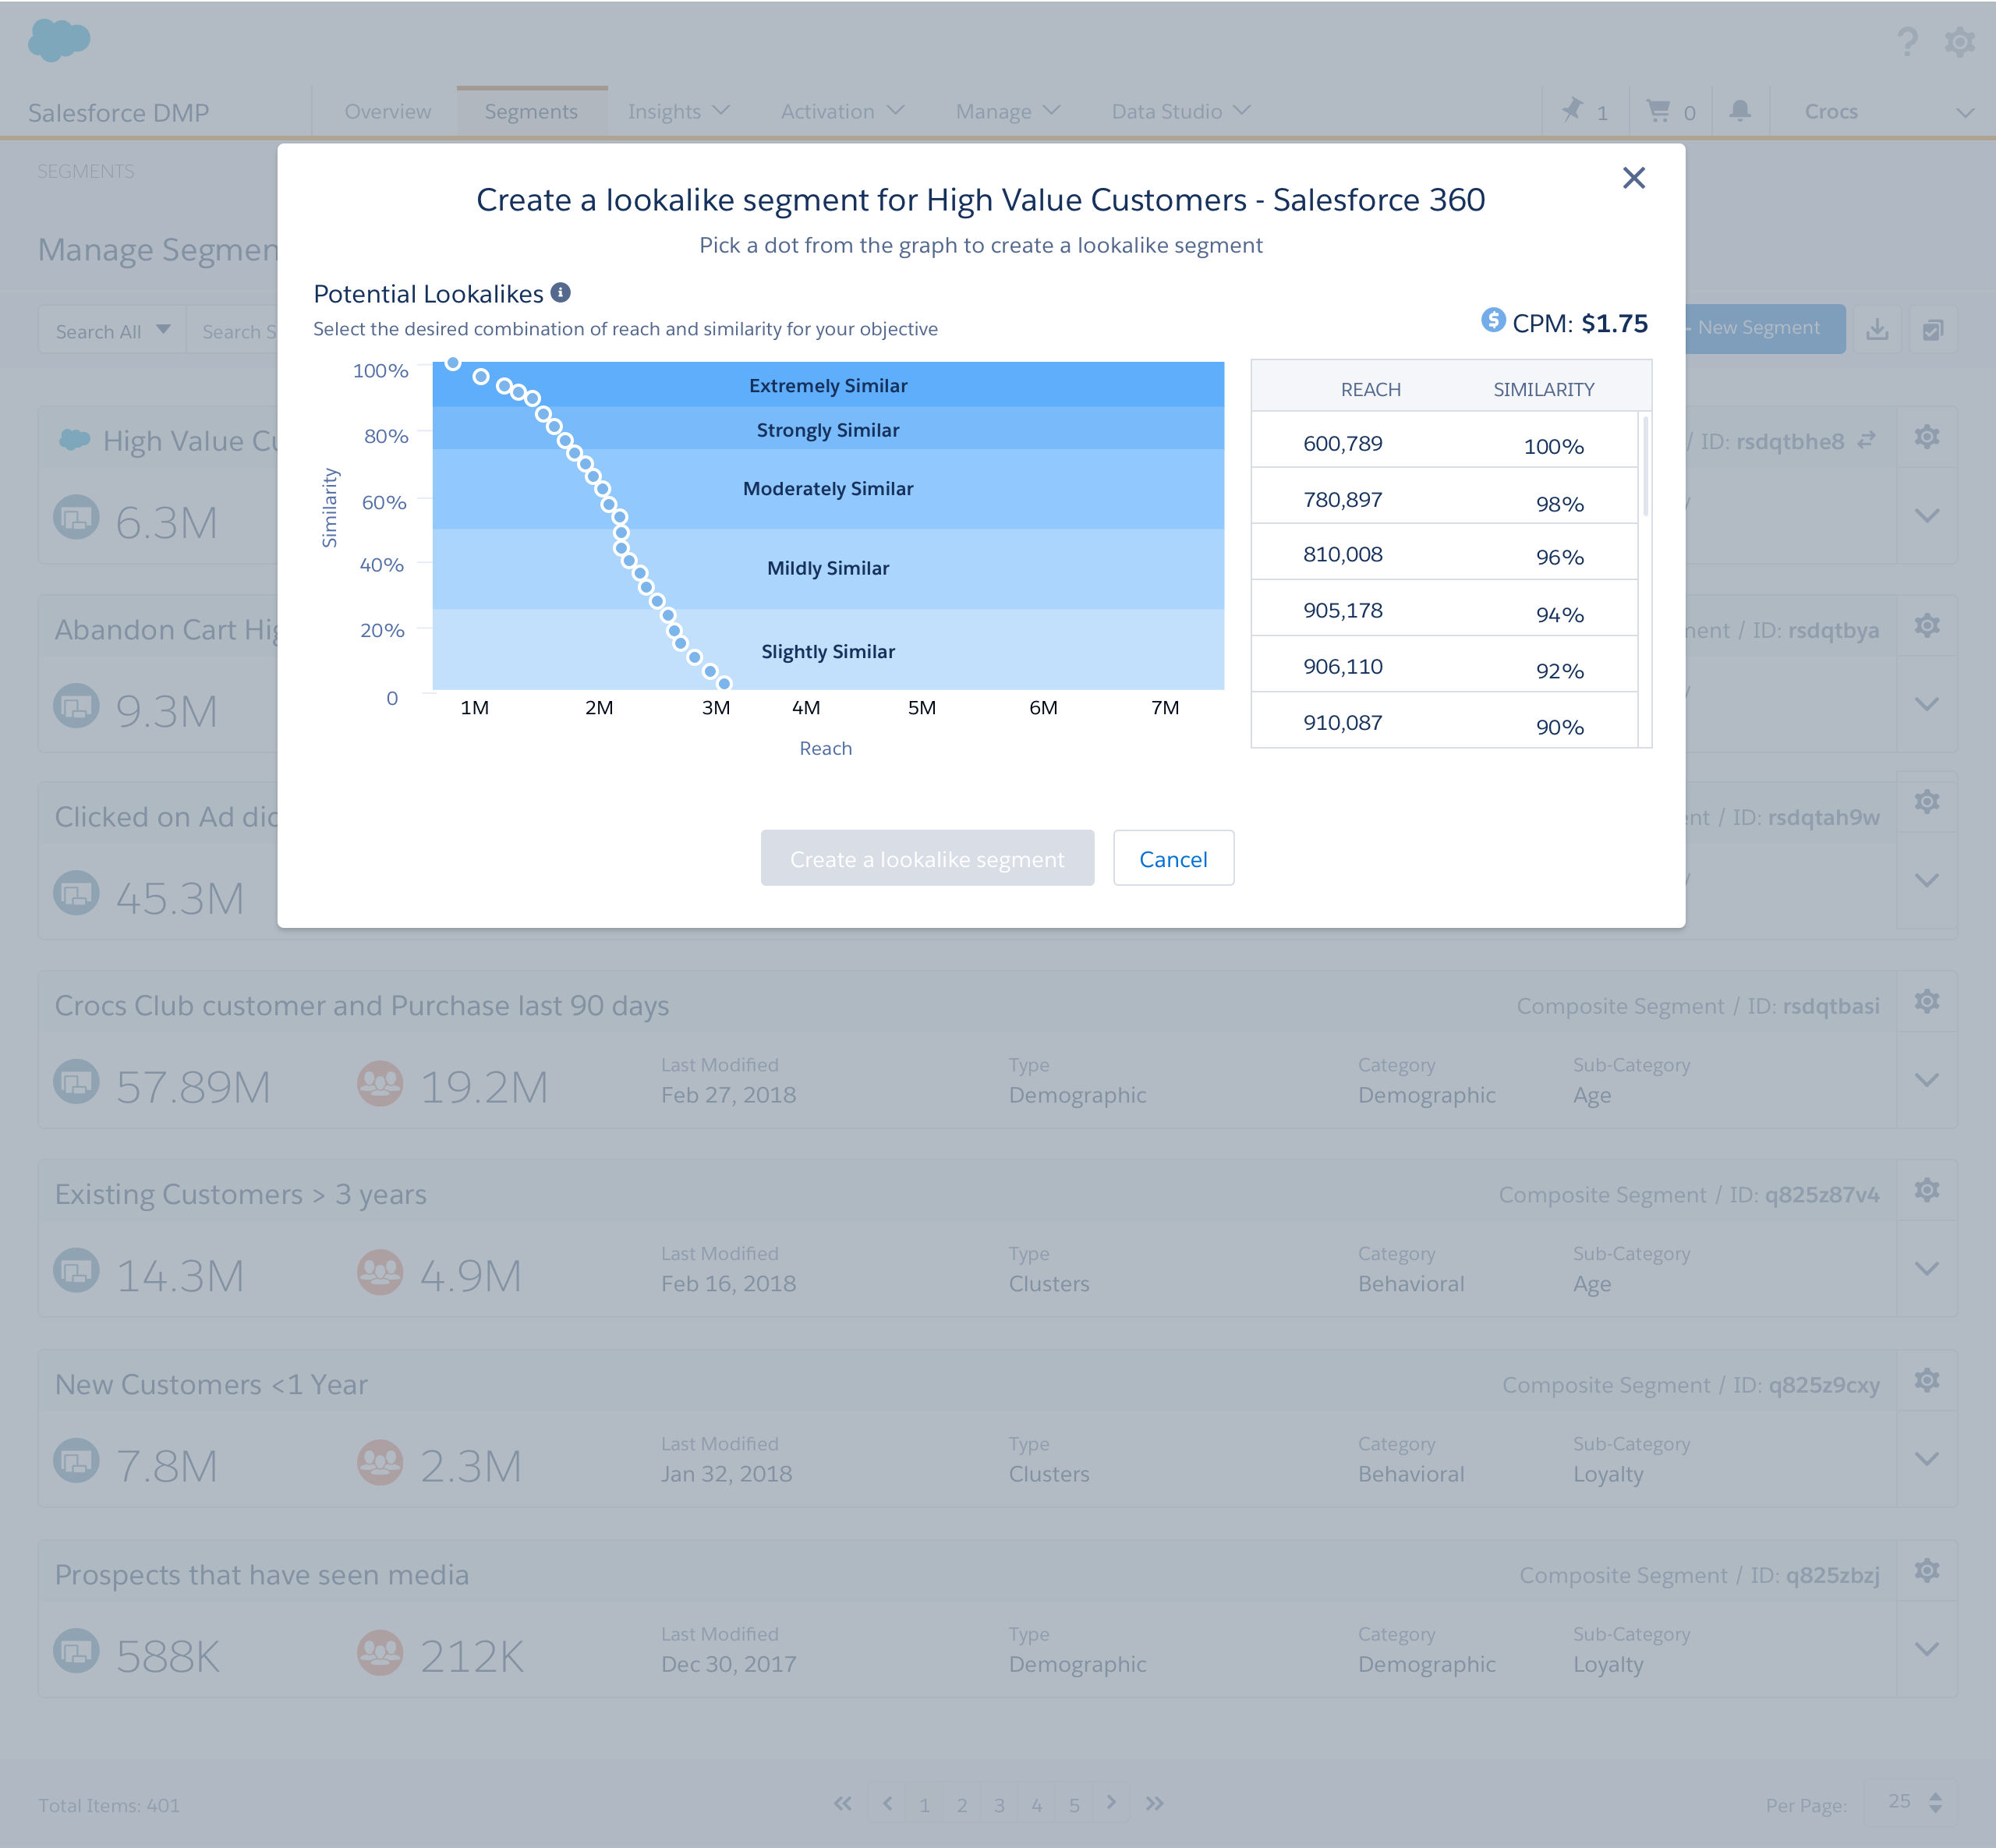 Salesforce DMP
Overview
Segments
Insights
Activation
Manage
Data Studio
1
0
Crocs
SEGMENTS
Manage Segmen
Search All
Search S
New Segment
Create a lookalike segment for High Value Customers - Salesforce 360
Pick a dot from the graph to create a lookalike segment
Potential Lookalikes
Select the desired combination of reach and similarity for your objective
CPM: $1.75
Similarity
100%
80%
60%
40%
20%
0
Extremely Similar
Strongly Similar
Moderately Similar
Mildly Similar
Slightly Similar
1M 2M 3M 4M 5M 6M 7M
Reach
REACH SIMILARITY
600,789 100%
780,897 98%
810,008 96%
905,178 94%
906,110 92%
910,087 90%
Create a lookalike segment
Cancel
High Value Cu
/ ID: rsdqtbhe8
6.3M
Abandon Cart Hig
ment / ID: rsdqtbya
9.3M
Clicked on Ad dic
ent / ID: rsdqtah9w
45.3M
Crocs Club customer and Purchase last 90 days
Composite Segment / ID: rsdqtbasi
57.89M
19.2M
Last Modified
Feb 27, 2018
Type
Demographic
Category
Demographic
Sub-Category
Age
Existing Customers > 3 years
Composite Segment / ID: q825z87v4
14.3M
4.9M
Last Modified
Feb 16, 2018
Type
Clusters
Category
Behavioral
Sub-Category
Age
New Customers <1 Year
Composite Segment / ID: q825z9cxy
7.8M
2.3M
Last Modified
Jan 32, 2018
Type
Clusters
Category
Behavioral
Sub-Category
Loyalty
Prospects that have seen media
Composite Segment / ID: q825zbzj
588K
212K
Last Modified
Dec 30, 2017
Type
Demographic
Category
Demographic
Sub-Category
Loyalty
Total Items: 401
1 2 3 4 5
Per Page: 25